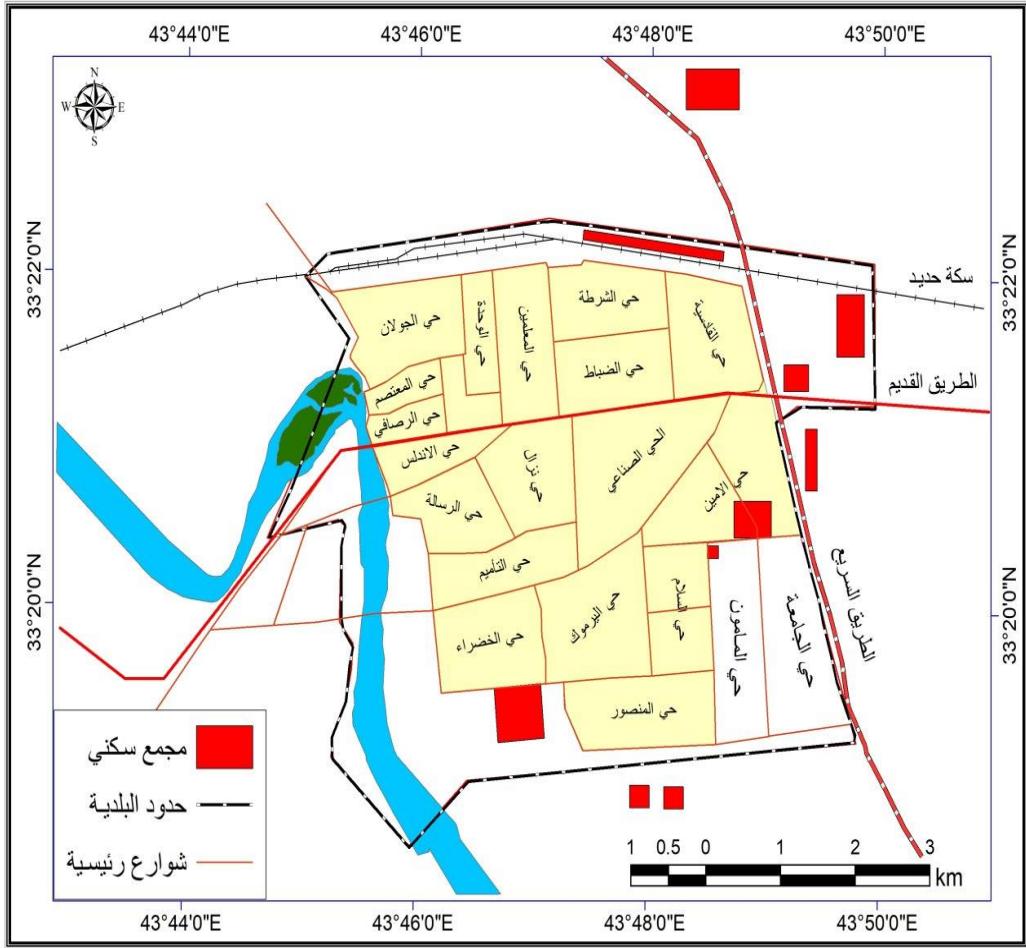 43°44'0"E
43°46'0"E
43°48'0"E
43°50'0"E
N
W E
S
33°22'0"N
33°22'0"N
سكة حديد
حي الشرطة
حي القادسية
حي الجولان
حي الوحدة
حي المعلمين
حي الضباط
الطريق القديم
حي المعتصم
حي الرصافي
حي الاندلس
حي نزال
الحي الصناعي
حي الامين
حي الرسالة
حي التأميم
حي السلام
حي اليرموك
حي المامون
حي الجامعة
الطريق السريع
33°20'0"N
33°20'0"N
حي الخضراء
حي المنصور
مجمع سكني
حدود البلدية
شوارع رئيسية
1 0.5 0 1 2 3
km
43°44'0"E
43°46'0"E
43°48'0"E
43°50'0"E